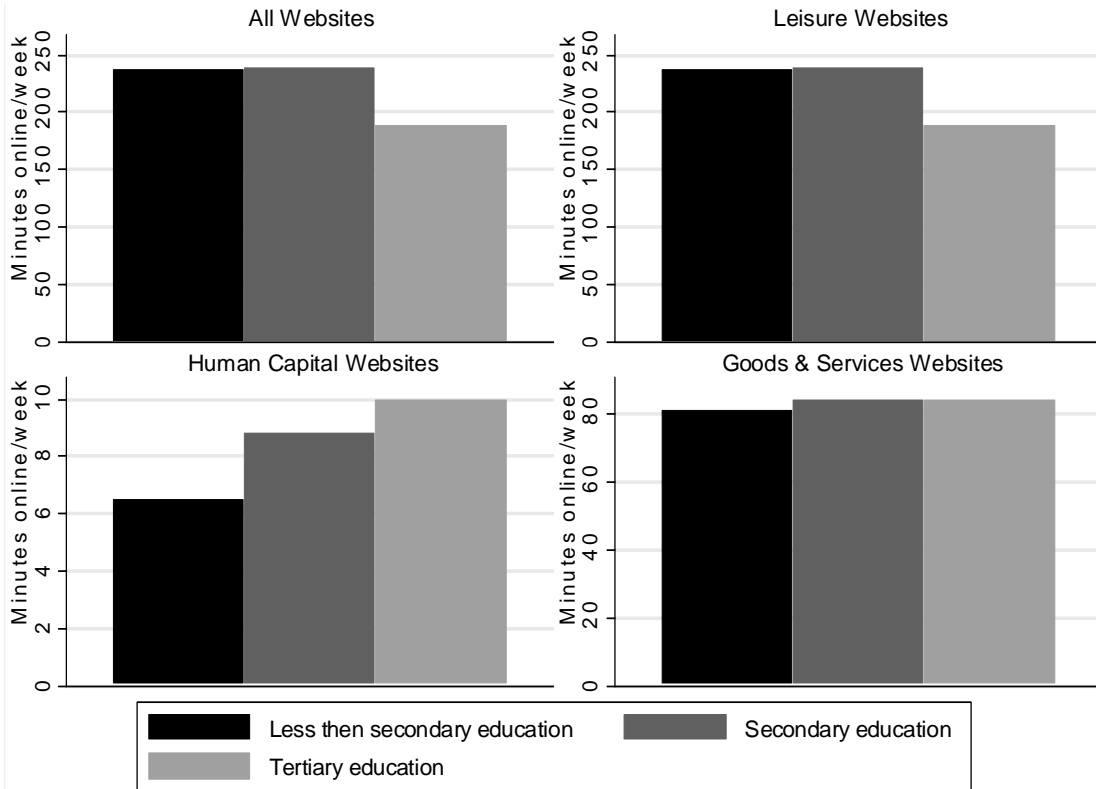 All Websites
Minutes online/week
250
200
150
100
50
0
Leisure Websites
Minutes online/week
250
200
150
100
50
0
Human Capital Websites
Minutes online/week
10
8
6
4
2
0
Goods & Services Websites
Minutes online/week
80
60
40
20
0
Less then secondary education
Secondary education
Tertiary education